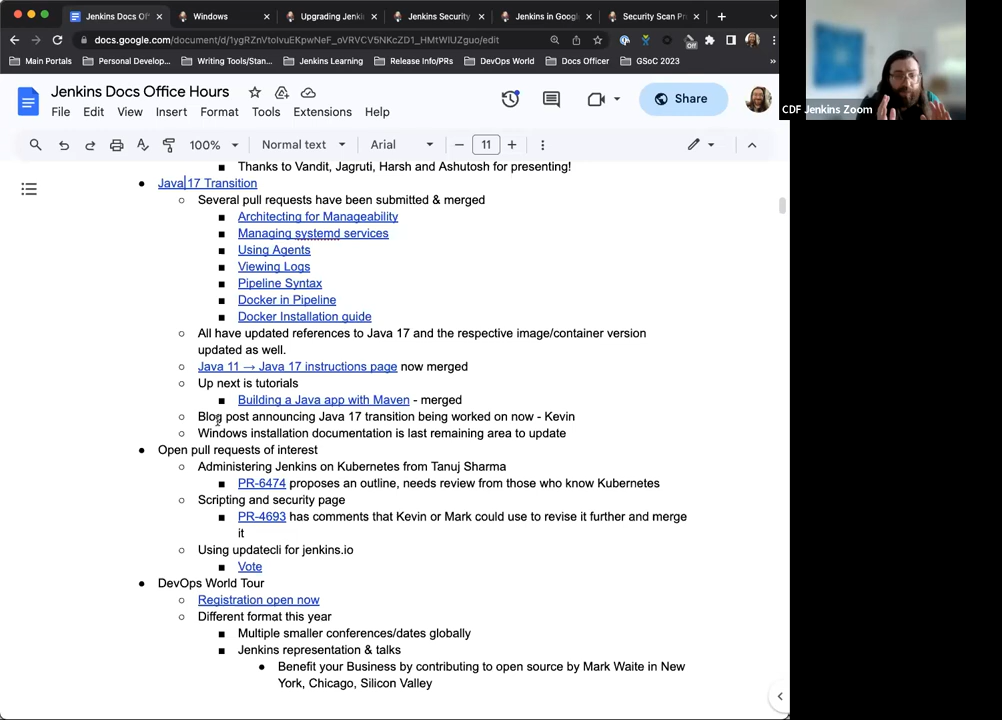 Jenkins Docs Of
Windows
Upgrading Jenki
Jenkins Security
Jenkins in Googl
Security Scan Pr
docs.google.com/document/d/1ygRZnVtoIvuEKpwNeF_oVRVCV5NKcZD1_HMtWlUZguo/edit
Off
Main Portals
Personal Develop...
Writing Tools/Stan...
Jenkins Learning
Release Info/PRs
DevOps World
Docs Officer
GSoC 2023
»
CDF Jenkins Zoom
Jenkins Docs Office Hours
File Edit View Insert Format Tools Extensions Help
Share
100% Normal text Arial − 11 +
■ Thanks to Vandit, Jagruti, Harsh and Ashutosh for presenting!
● Java 17 Transition
○ Several pull requests have been submitted & merged
■ Architecting for Manageability
■ Managing systemd services
■ Using Agents
■ Viewing Logs
■ Pipeline Syntax
■ Docker in Pipeline
■ Docker Installation guide
○ All have updated references to Java 17 and the respective image/container version
updated as well.
○ Java 11 → Java 17 instructions page now merged
○ Up next is tutorials
■ Building a Java app with Maven - merged
○ Blog post announcing Java 17 transition being worked on now - Kevin
○ Windows installation documentation is last remaining area to update
● Open pull requests of interest
○ Administering Jenkins on Kubernetes from Tanuj Sharma
■ PR-6474 proposes an outline, needs review from those who know Kubernetes
○ Scripting and security page
■ PR-4693 has comments that Kevin or Mark could use to revise it further and merge
it
○ Using updatecli for jenkins.io
■ Vote
● DevOps World Tour
○ Registration open now
○ Different format this year
■ Multiple smaller conferences/dates globally
■ Jenkins representation & talks
● Benefit your Business by contributing to open source by Mark Waite in New
York, Chicago, Silicon Valley